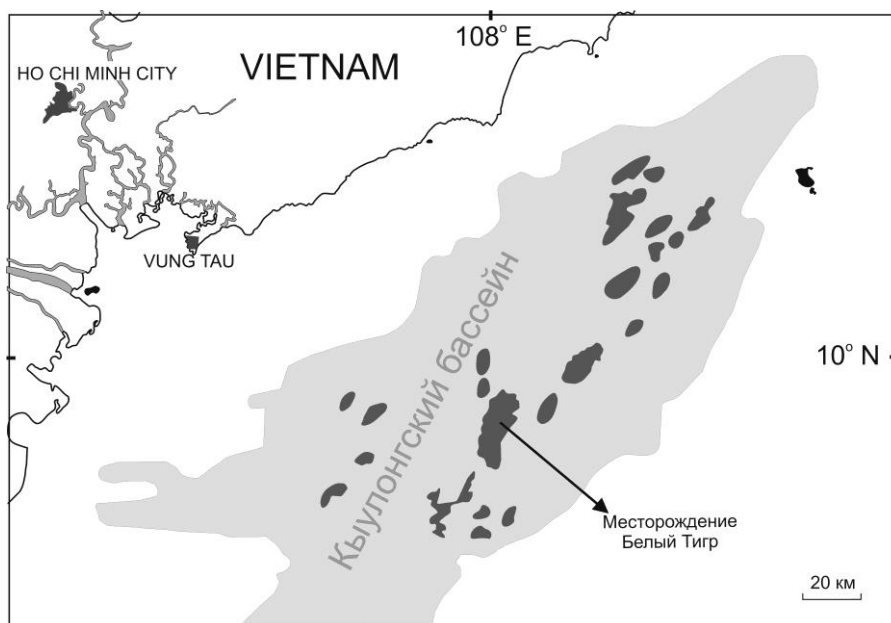 108° E
HO CHI MINH CITY
VIETNAM
VUNG TAU
Кыулонгский бассейн
10° N
Месторождение
Белый Тигр
20 км